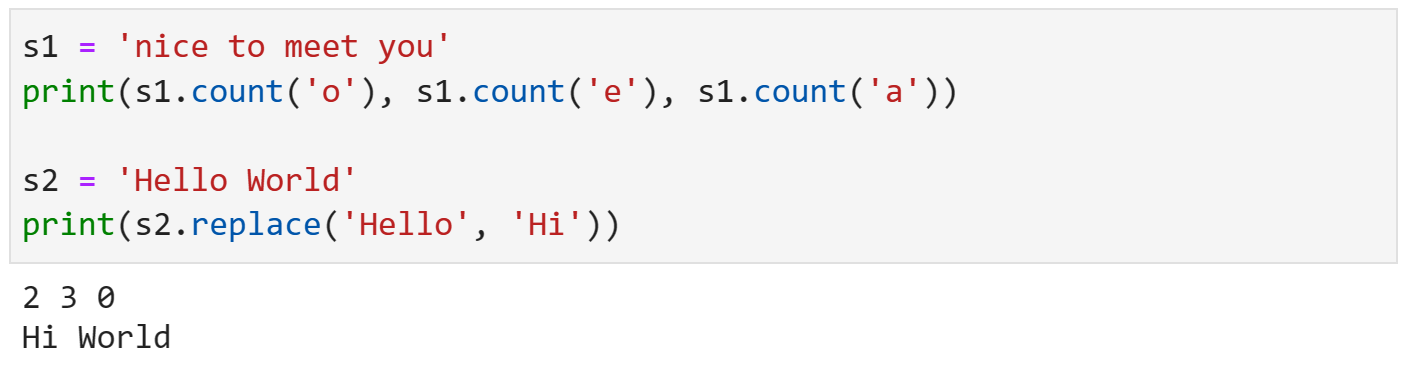 s1 = 'nice to meet you'
print(s1.count('o'), s1.count('e'), s1.count('a'))
s2 = 'Hello World'
print(s2.replace('Hello', 'Hi'))
2 3 0
Hi World